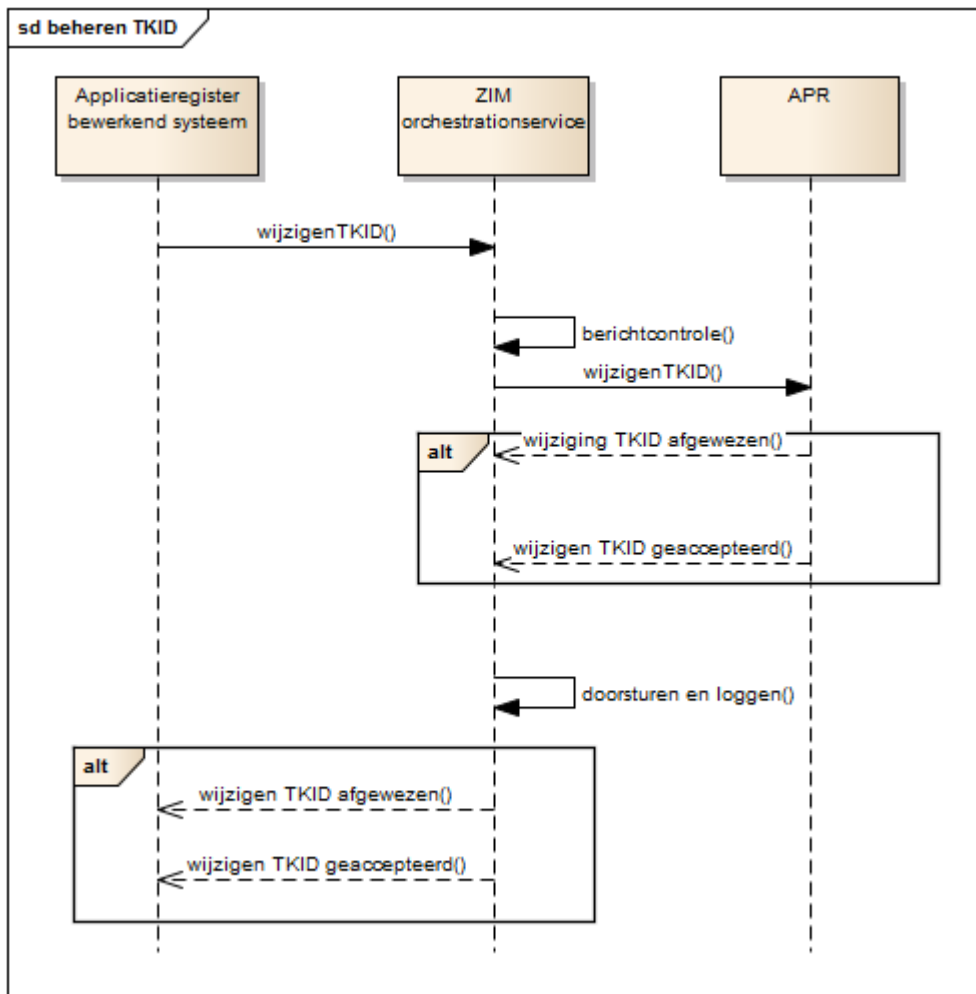 sd beheren TKID
Applicatieregister
bewerkend systeem
ZIM
orchestrationservice
APR
wijzigenTKID()
berichtcontrole()
wijzigenTKID()
alt
wijziging TKID afgewezen()
wijzigen TKID geaccepteerd()
doorsturen en loggen()
alt
wijzigen TKID afgewezen()
wijzigen TKID geaccepteerd()